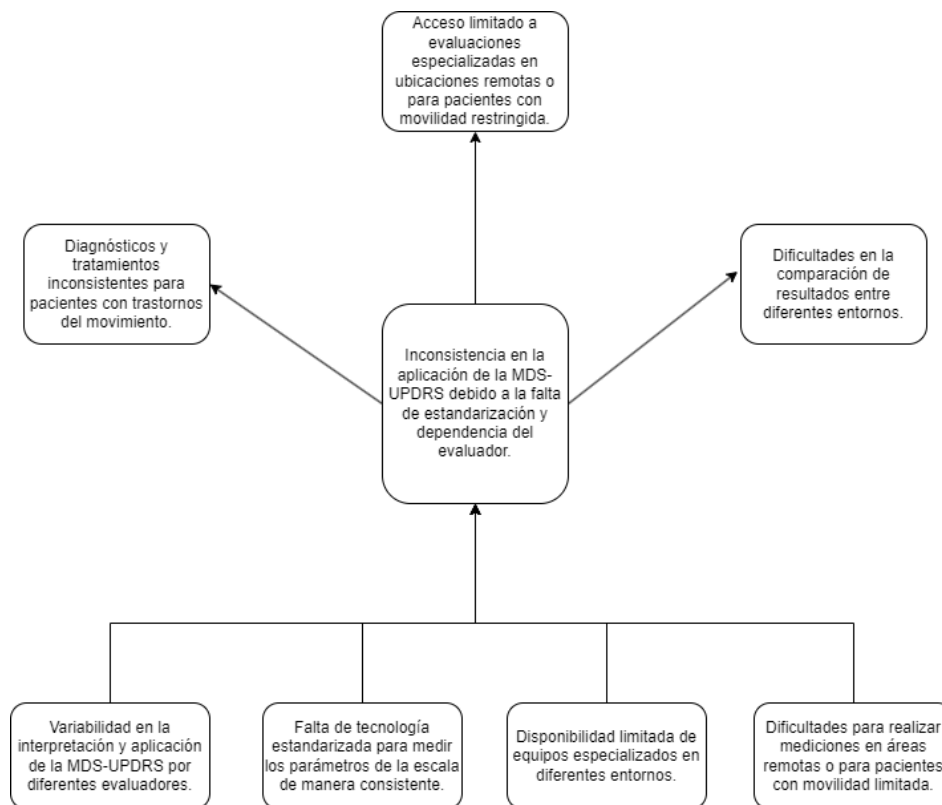 Acceso limitado a
evaluaciones
especializadas en
ubicaciones remotas o
para pacientes con
movilidad restringida.
Diagnósticos y
tratamientos
inconsistentes para
pacientes con trastornos
del movimiento.
Dificultades en la
comparación de
resultados entre
diferentes entornos.
Inconsistencia en la
aplicación de la MDS-
UPDRS debido a la falta
de estandarización y
dependencia del
evaluador.
Variabilidad en la
interpretación y aplicación
de la MDS-UPDRS por
diferentes evaluadores.
Falta de tecnología
estandarizada para medir
los parámetros de la escala
de manera consistente.
Disponibilidad limitada de
equipos especializados en
diferentes entornos.
Dificultades para realizar
mediciones en áreas
remotas o para pacientes
con movilidad limitada.